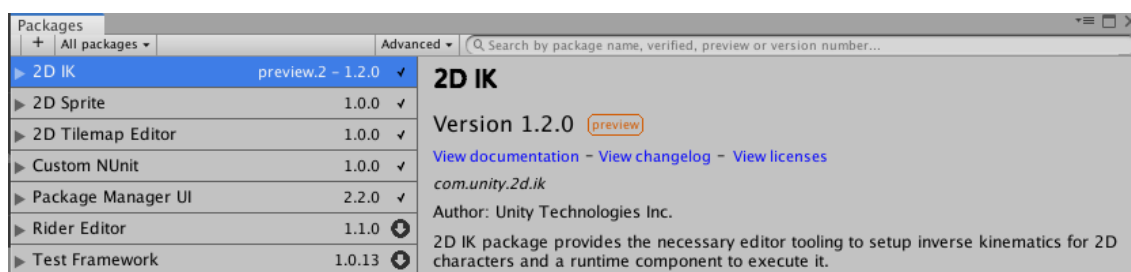 Packages
+ All packages Advanced Search by package name, verified, preview or version number...
2D IK preview.2 – 1.2.0
2D Sprite 1.0.0
2D Tilemap Editor 1.0.0
Custom NUnit 1.0.0
Package Manager UI 2.2.0
Rider Editor 1.1.0
Test Framework 1.0.13
2D IK
Version 1.2.0 preview
View documentation – View changelog – View licenses
com.unity.2d.ik
Author: Unity Technologies Inc.
2D IK package provides the necessary editor tooling to setup inverse kinematics for 2D
characters and a runtime component to execute it.